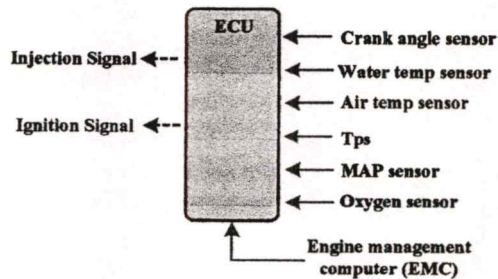 ECU
Crank angle sensor
Injection Signal
Water temp sensor
Air temp sensor
Ignition Signal
Tps
MAP sensor
Oxygen sensor
Engine management
computer (EMC)